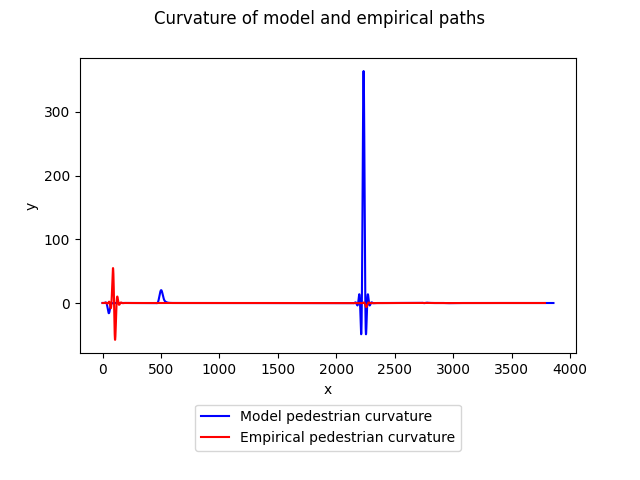 Curvature of model and empirical paths
300
200
100
0
y
0 500 1000 1500 2000 2500 3000 3500 4000
x
Model pedestrian curvature
Empirical pedestrian curvature